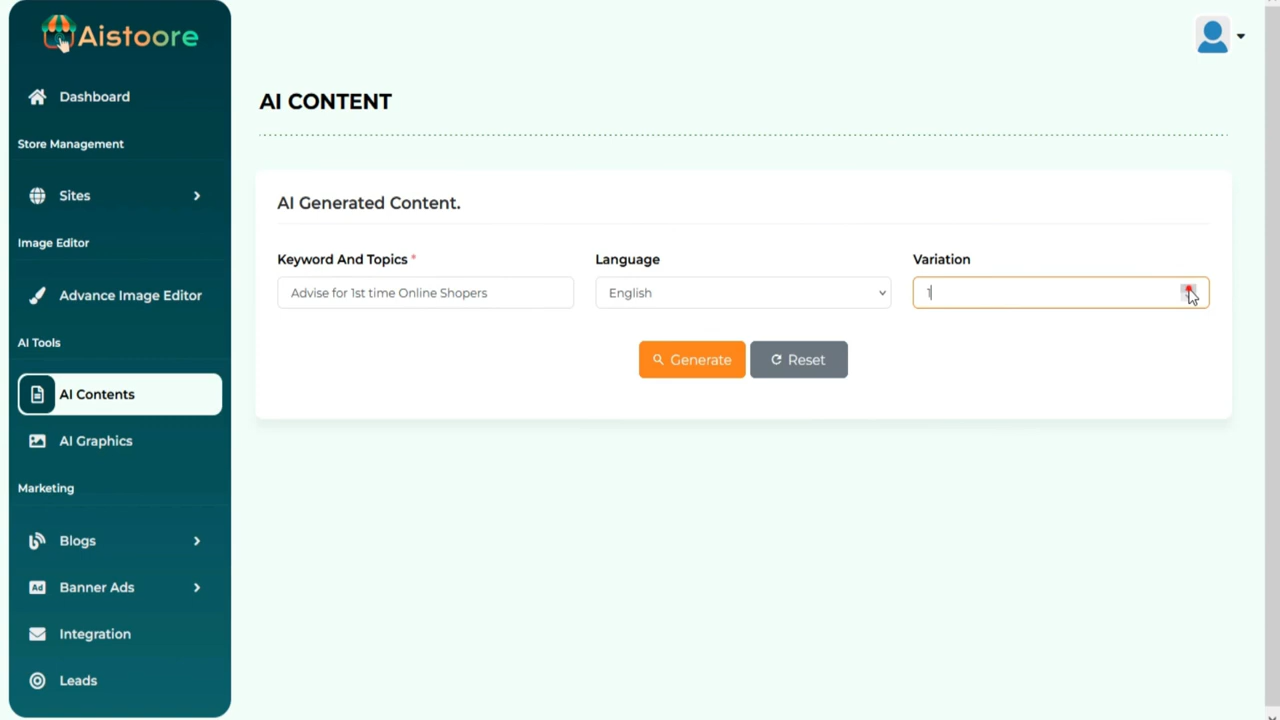 Aistoore
Dashboard
Store Management
Sites
Image Editor
Advance Image Editor
AI Tools
AI Contents
AI Graphics
Marketing
Blogs
Ad Banner Ads
Integration
Leads
AI CONTENT
AI Generated Content.
Keyword And Topics * Language Variation
Advise for 1st time Online Shopers English 1
Generate Reset